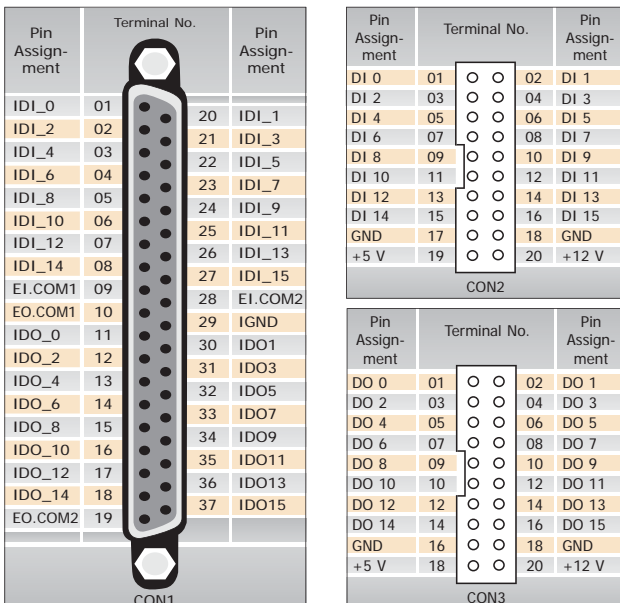 Pin Assign-ment Terminal No. Pin Assign-ment
IDI_0 01
20 IDI_1
IDI_2 02
21 IDI_3
IDI_4 03
22 IDI_5
IDI_6 04
23 IDI_7
IDI_8 05
24 IDI_9
IDI_10 06
25 IDI_11
IDI_12 07
26 IDI_13
IDI_14 08
27 IDI_15
EI.COM1 09
28 EI.COM2
EO.COM1 10
29 IGND
IDO_0 11
30 IDO1
IDO_2 12
31 IDO3
IDO_4 13
32 IDO5
IDO_6 14
33 IDO7
IDO_8 15
34 IDO9
IDO_10 16
35 IDO11
IDO_12 17
36 IDO13
IDO_14 18
37 IDO15
EO.COM2 19
CON1
Pin Assign-ment Terminal No. Pin Assign-ment
DI 0 01 02 DI 1
DI 2 03 04 DI 3
DI 4 05 06 DI 5
DI 6 07 08 DI 7
DI 8 09 10 DI 9
DI 10 11 12 DI 11
DI 12 13 14 DI 13
DI 14 15 16 DI 15
GND 17 18 GND
+5 V 19 20 +12 V
CON2
Pin Assign-ment Terminal No. Pin Assign-ment
DO 0 01 02 DO 1
DO 2 03 04 DO 3
DO 4 05 06 DO 5
DO 6 07 08 DO 7
DO 8 09 10 DO 9
DO 10 10 12 DO 11
DO 12 12 14 DO 13
DO 14 14 16 DO 15
GND 16 18 GND
+5 V 18 20 +12 V
CON3